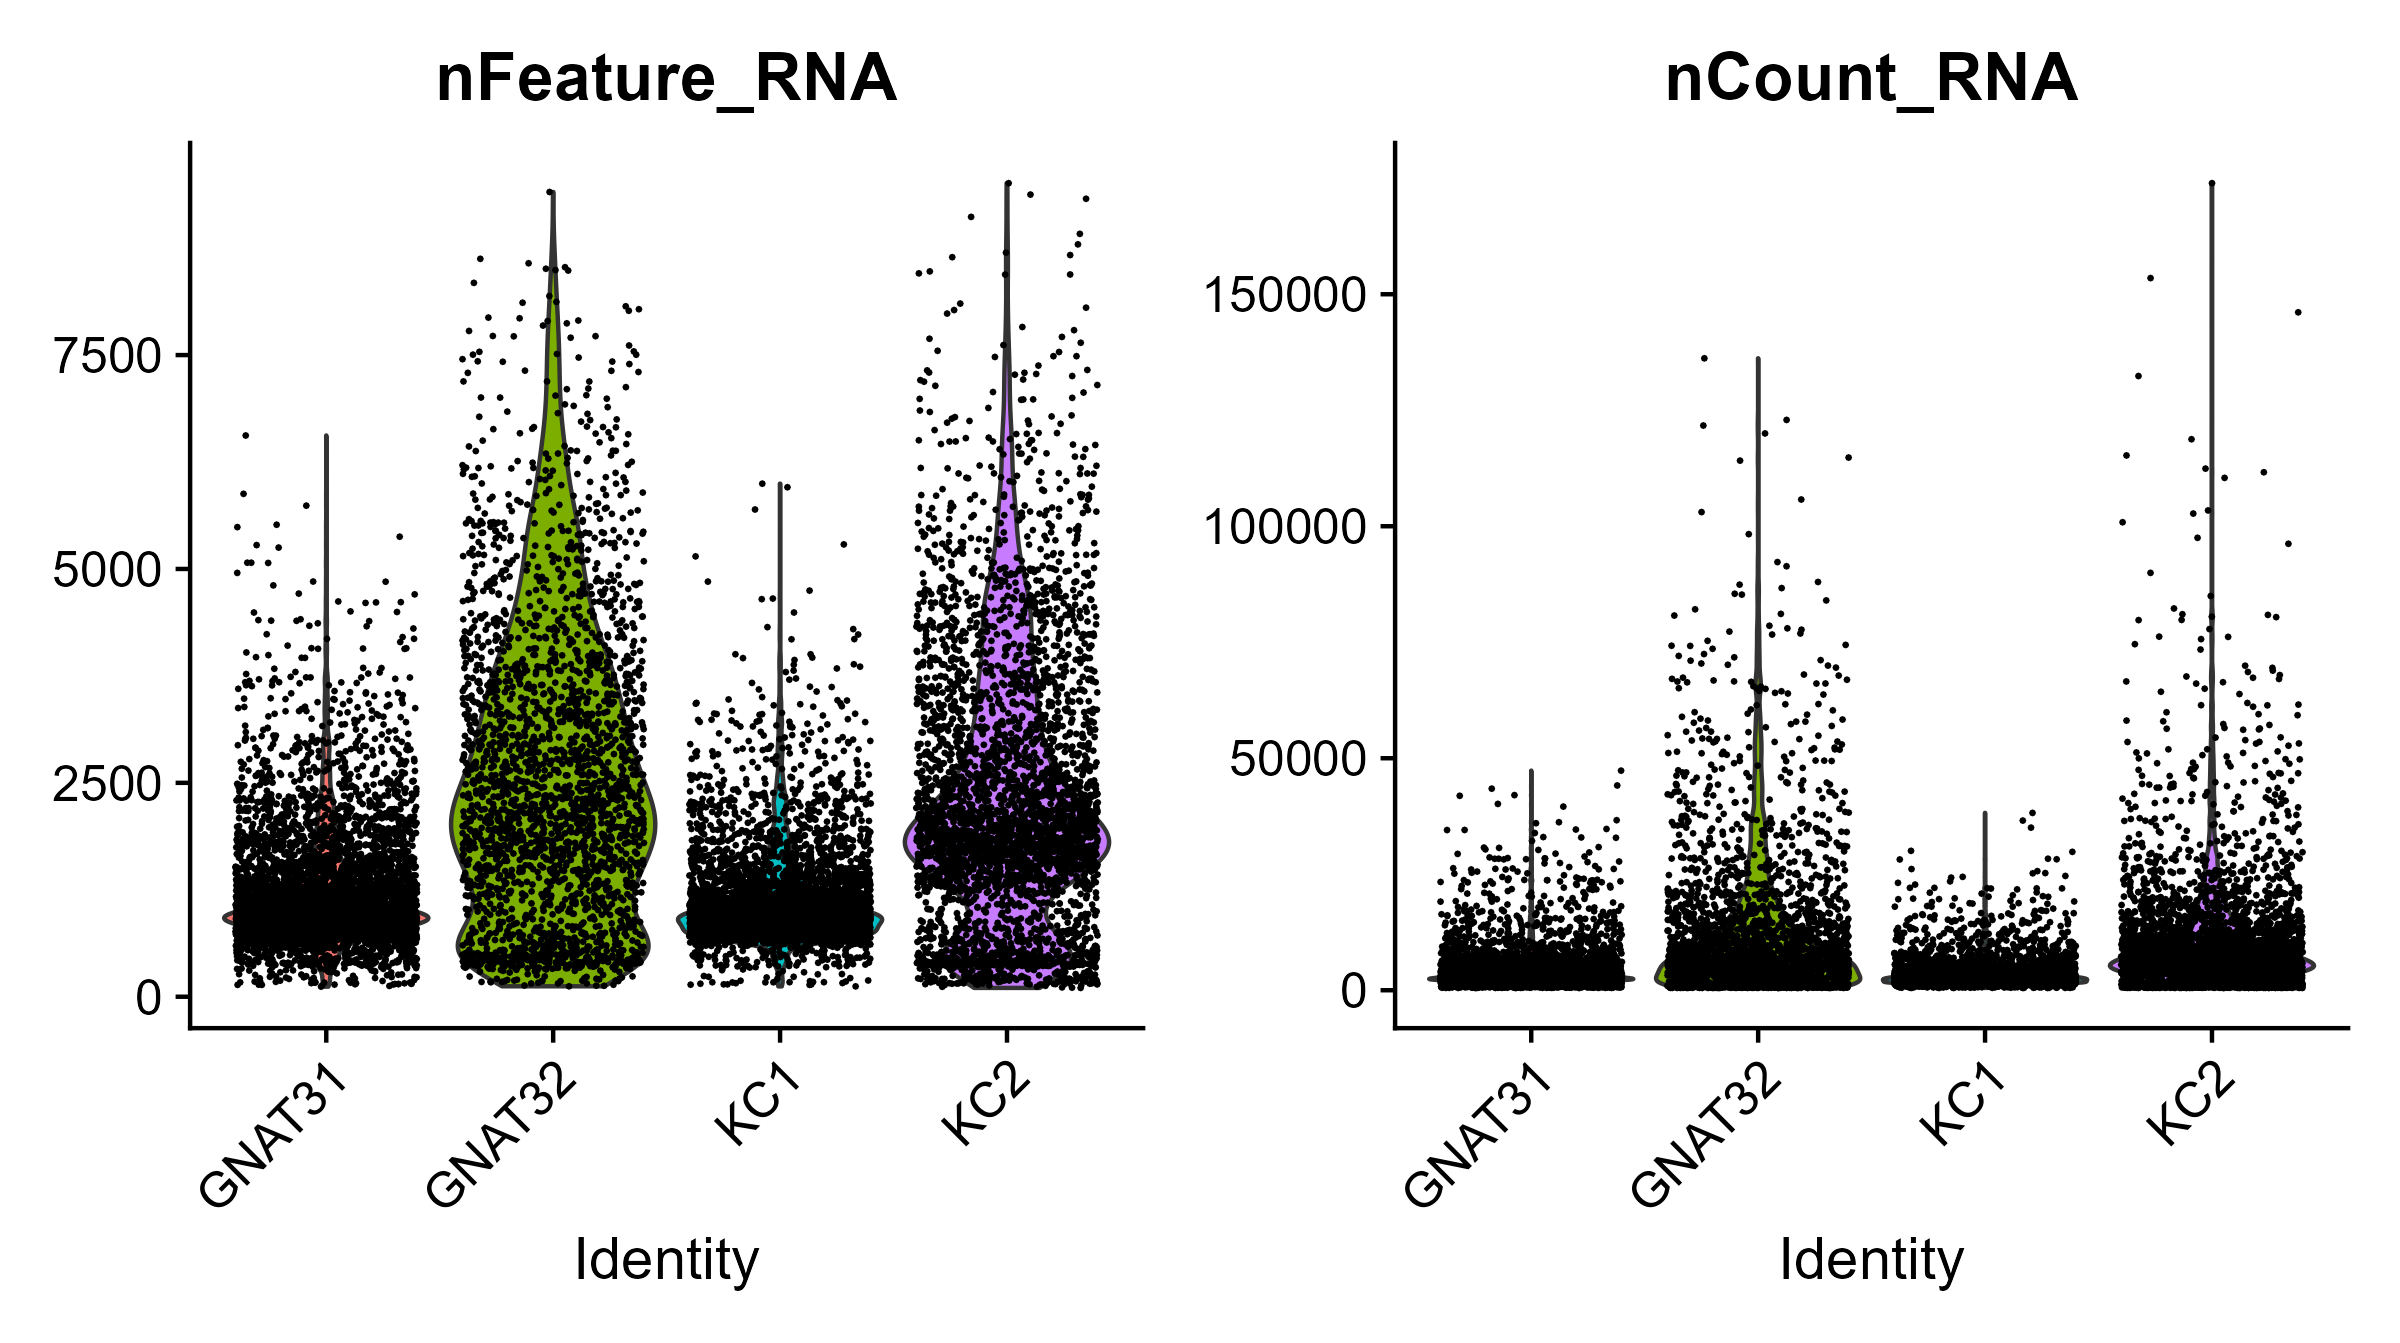 nFeature_RNA
7500
5000
2500
0
GNAT31
GNAT32
KC1
KC2
Identity
nCount_RNA
150000
100000
50000
0
GNAT31
GNAT32
KC1
KC2
Identity